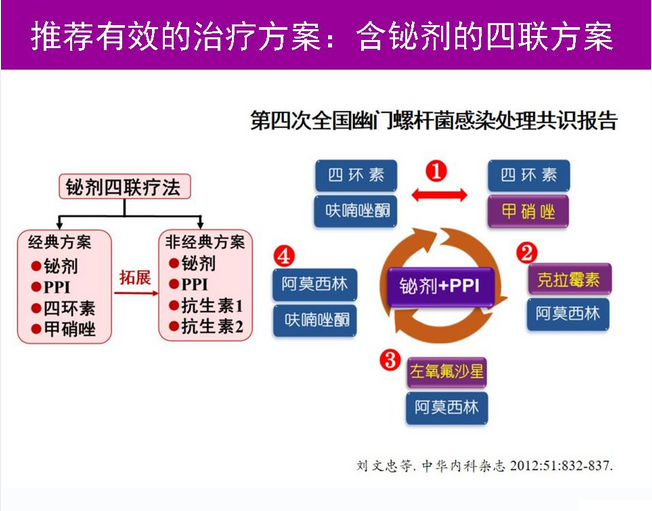 推荐有效的治疗方案：含铋剂的四联方案
第四次全国幽门螺杆菌感染处理共识报告
铋剂四联疗法
经典方案
●铋剂
●PPI
●四环素
●甲硝唑
拓展
非经典方案
●铋剂
●PPI
●抗生素1
●抗生素2
铋剂+PPI
①
四环素
呋喃唑酮
四环素
甲硝唑
②
克拉霉素
阿莫西林
③
左氧氟沙星
阿莫西林
④
阿莫西林
呋喃唑酮
刘文忠等. 中华内科杂志 2012:51:832-837.